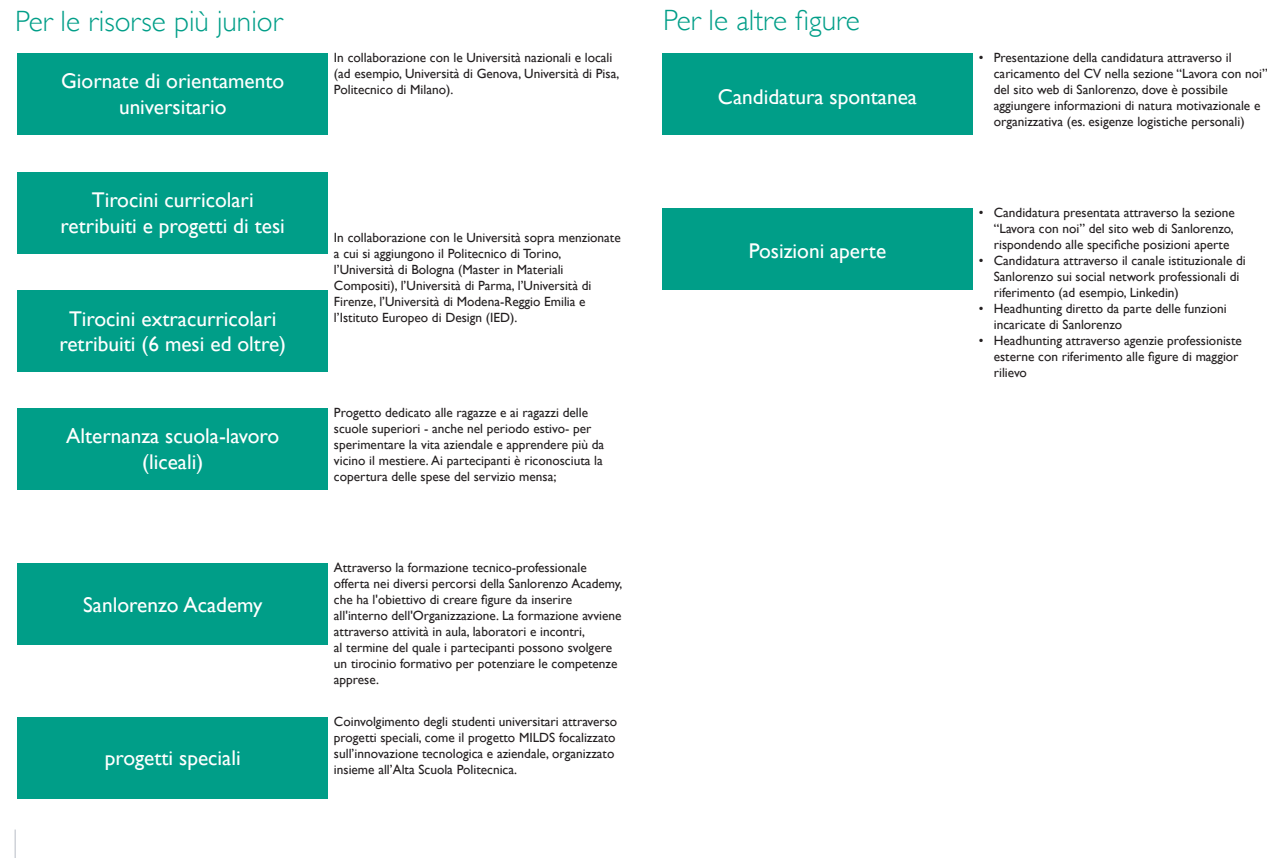 Per le risorse più junior
Giornate di orientamento
universitario
In collaborazione con le Università nazionali e locali
(ad esempio, Università di Genova, Università di Pisa,
Politecnico di Milano).
Tirocini curricolari
retribuiti e progetti di tesi
Tirocini extracurricolari
retribuiti (6 mesi ed oltre)
In collaborazione con le Università sopra menzionate
a cui si aggiungono il Politecnico di Torino,
l’Università di Bologna (Master in Materiali
Compositi), l’Università di Parma, l’Università di
Firenze, l’Università di Modena-Reggio Emilia e
l’Istituto Europeo di Design (IED).
Alternanza scuola-lavoro
(liceali)
Progetto dedicato alle ragazze e ai ragazzi delle
scuole superiori - anche nel periodo estivo- per
sperimentare la vita aziendale e apprendere più da
vicino il mestiere. Ai partecipanti è riconosciuta la
copertura delle spese del servizio mensa;
Sanlorenzo Academy
Attraverso la formazione tecnico-professionale
offerta nei diversi percorsi della Sanlorenzo Academy,
che ha l'obiettivo di creare figure da inserire
all'interno dell'Organizzazione. La formazione avviene
attraverso attività in aula, laboratori e incontri,
al termine del quale i partecipanti possono svolgere
un tirocinio formativo per potenziare le competenze
apprese.
progetti speciali
Coinvolgimento degli studenti universitari attraverso
progetti speciali, come il progetto MILDS focalizzato
sull’innovazione tecnologica e aziendale, organizzato
insieme all’Alta Scuola Politecnica.
Per le altre figure
Candidatura spontanea
• Presentazione della candidatura attraverso il
caricamento del CV nella sezione “Lavora con noi”
del sito web di Sanlorenzo, dove è possibile
aggiungere informazioni di natura motivazionale e
organizzativa (es. esigenze logistiche personali)
Posizioni aperte
• Candidatura presentata attraverso la sezione
“Lavora con noi” del sito web di Sanlorenzo,
rispondendo alle specifiche posizioni aperte
• Candidatura attraverso il canale istituzionale di
Sanlorenzo sui social network professionali di
riferimento (ad esempio, Linkedin)
• Headhunting diretto da parte delle funzioni
incaricate di Sanlorenzo
• Headhunting attraverso agenzie professioniste
esterne con riferimento alle figure di maggior
rilievo